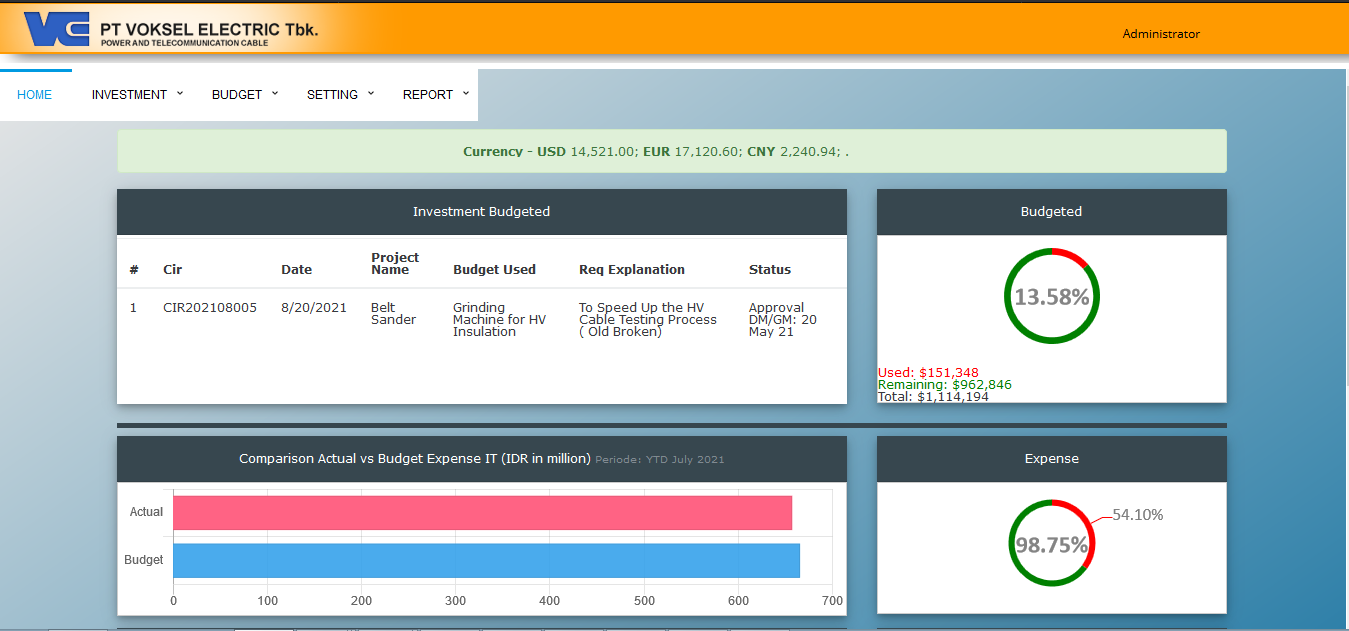 VE PT VOKSEL ELECTRIC Tbk.
POWER AND TELECOMMUNICATION CABLE
Administrator
HOME INVESTMENT BUDGET SETTING REPORT
Currency - USD 14,521.00; EUR 17,120.60; CNY 2,240.94; .
Investment Budgeted
# Cir Date Project Name Budget Used Req Explanation Status
1 CIR202108005 8/20/2021 Belt Sander Grinding Machine for HV Insulation To Speed Up the HV Cable Testing Process ( Old Broken) Approval DM/GM: 20 May 21
Budgeted
13.58%
Used: $151,348
Remaining: $962,846
Total: $1,114,194
Comparison Actual vs Budget Expense IT (IDR in million) Periode: YTD July 2021
Actual
Budget
0 100 200 300 400 500 600 700
Expense
54.10%
98.75%